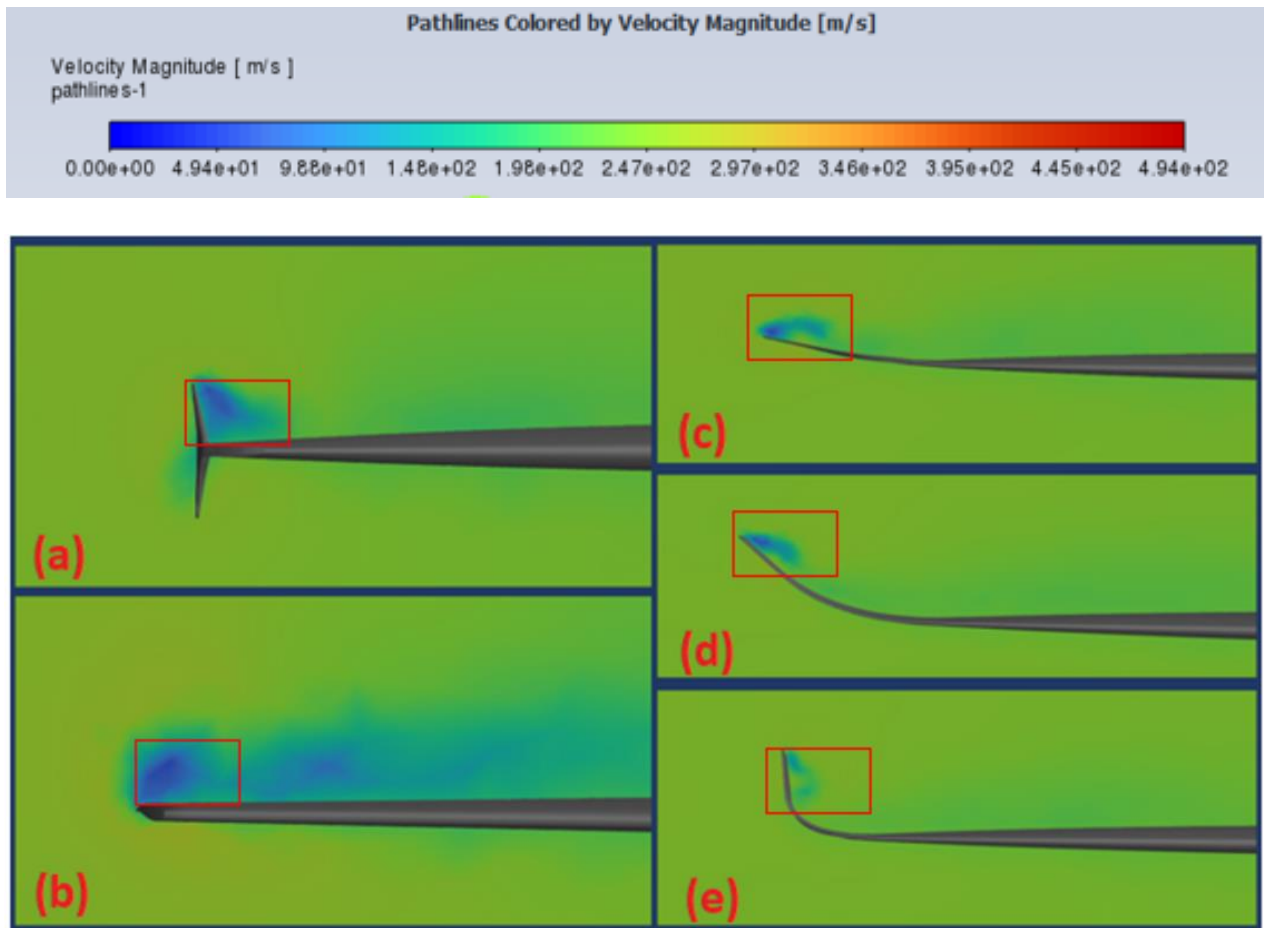 Pathlines Colored by Velocity Magnitude [m/s]
Velocity Magnitude [ m/s ]
pathlines-1
0.00e+00 4.94e+01 9.88e+01 1.48e+02 1.98e+02 2.47e+02 2.97e+02 3.46e+02 3.95e+02 4.45e+02 4.94e+02
(a)
(b)
(c)
(d)
(e)